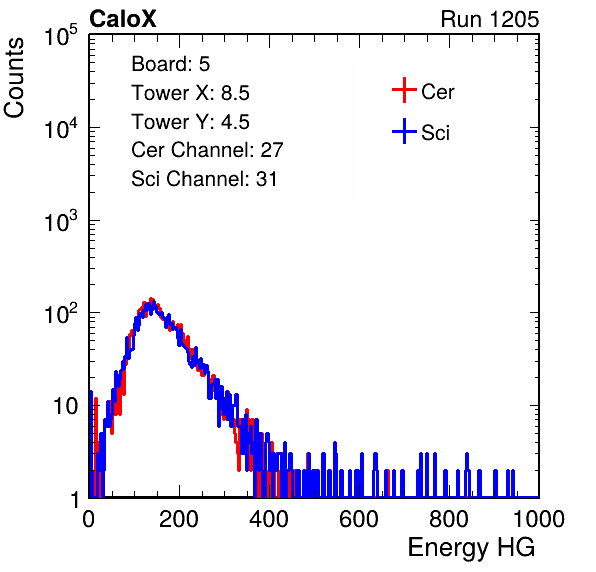 CaloX Run 1205
Counts
10^5
10^4
10^3
10^2
10
1
Board: 5
Tower X: 8.5
Tower Y: 4.5
Cer Channel: 27
Sci Channel: 31
Cer
Sci
0 200 400 600 800 1000
Energy HG